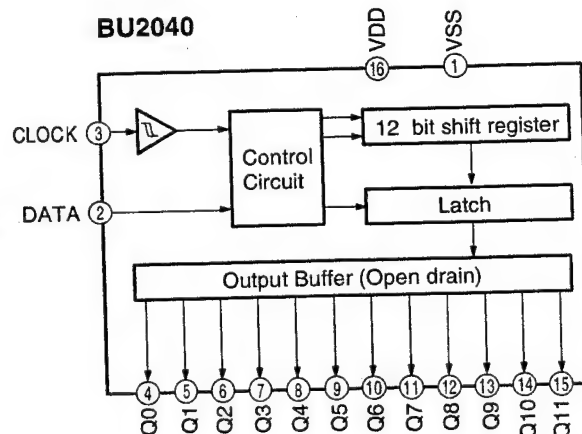 BU2040
VDD
VSS
16
1
CLOCK
3
Control
Circuit
12 bit shift register
DATA
2
Latch
Output Buffer (Open drain)
4
5
6
7
8
9
10
11
12
13
14
15
Q0
Q1
Q2
Q3
Q4
Q5
Q6
Q7
Q8
Q9
Q10
Q11